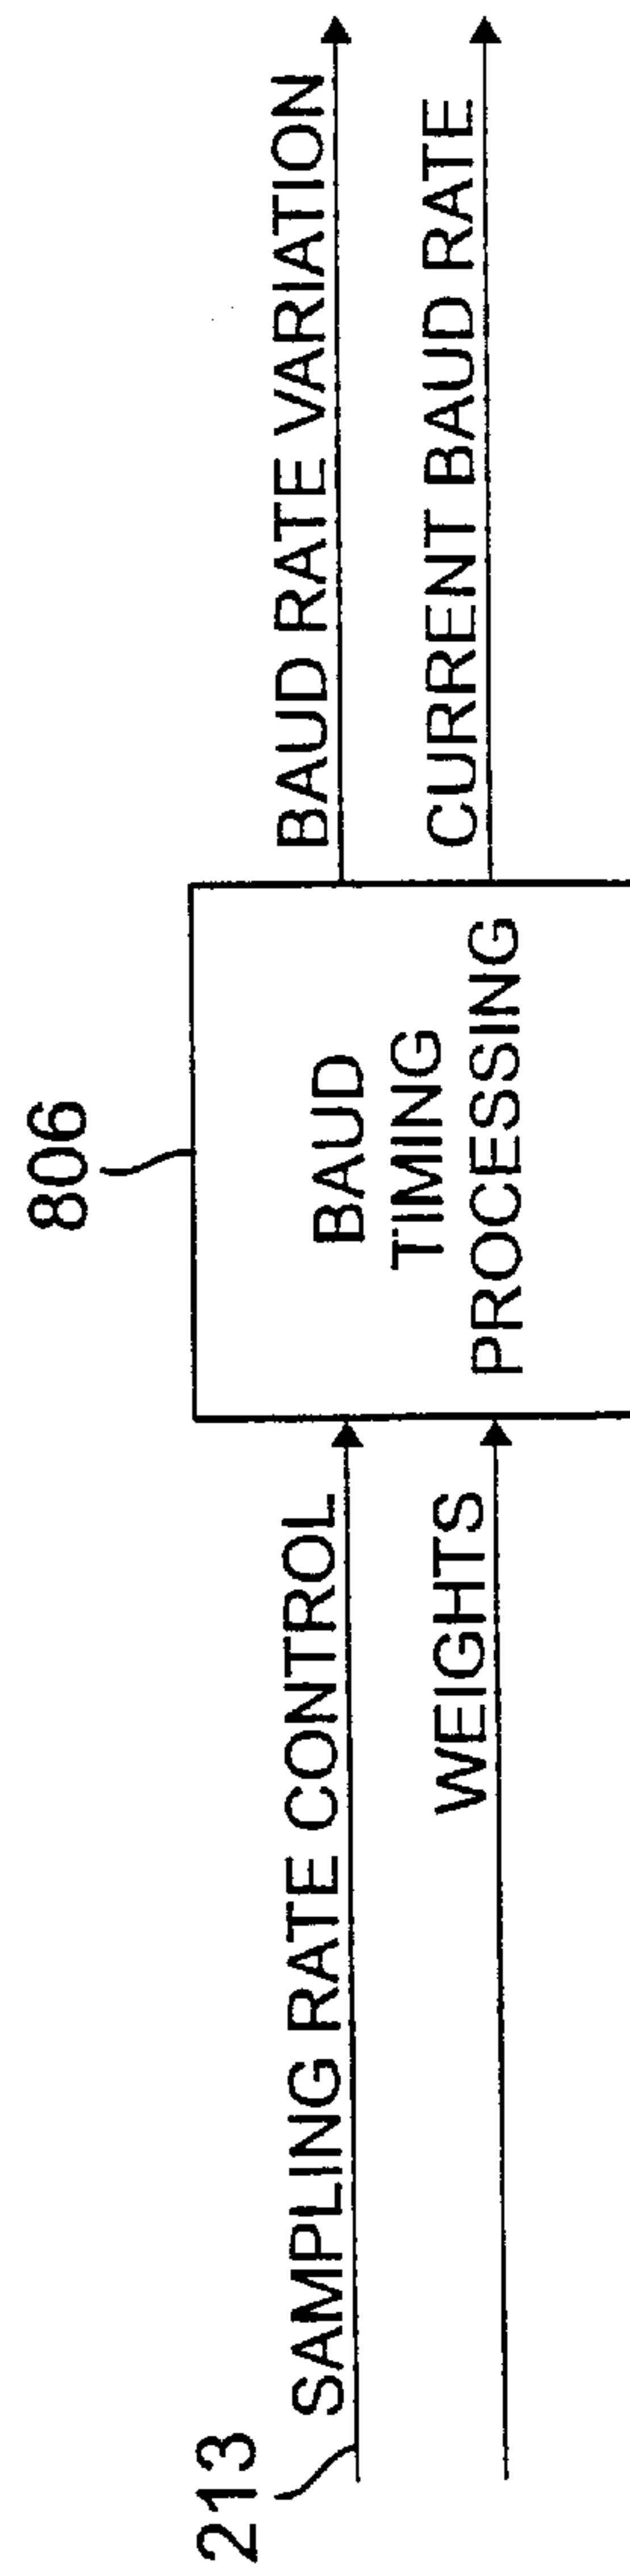 806
213
SAMPLING RATE CONTROL
WEIGHTS
BAUD
TIMING
PROCESSING
BAUD RATE VARIATION
CURRENT BAUD RATE